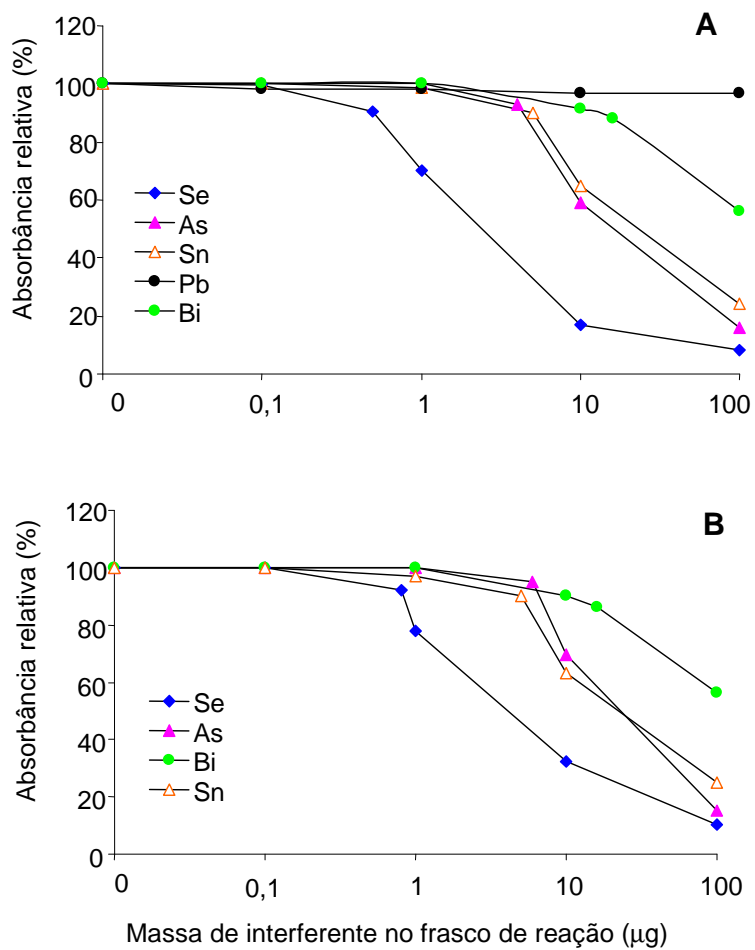 A
Absorbância relativa (%)
120
100
80
60
40
20
0
Se
As
Sn
Pb
Bi
0 0,1 1 10 100
B
Absorbância relativa (%)
120
100
80
60
40
20
0
Se
As
Bi
Sn
0 0,1 1 10 100
Massa de interferente no frasco de reação (µg)